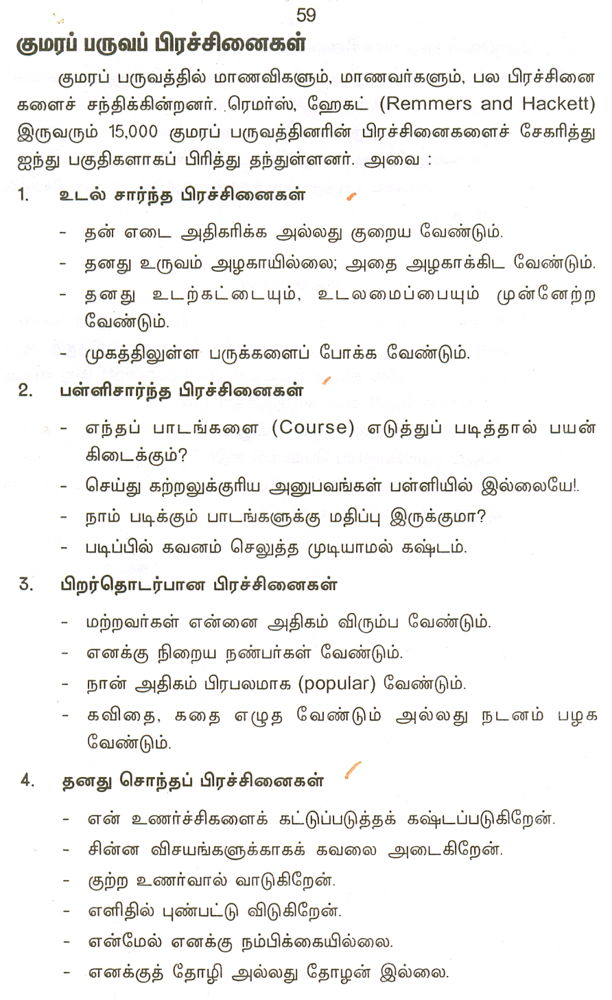 59
குமரப் பருவப் பிரச்சினைகள்
குமரப் பருவத்தில் மாணவிகளும், மாணவர்களும், பல பிரச்சினை
களைச் சந்திக்கின்றனர். ரெமர்ஸ், ஹேகட் (Remmers and Hackett)
இருவரும் 15,000 குமரப் பருவத்தினரின் பிரச்சினைகளைச் சேகரித்து
ஐந்து பகுதிகளாகப் பிரித்து தந்துள்ளனர். அவை :
1. உடல் சார்ந்த பிரச்சினைகள்
- தன் எடை அதிகரிக்க அல்லது குறைய வேண்டும்.
- தனது உருவம் அழகாயில்லை; அதை அழகாக்கிட வேண்டும்.
- தனது உடற்கட்டையும், உடலமைப்பையும் முன்னேற்ற
வேண்டும்.
- முகத்திலுள்ள பருக்களைப் போக்க வேண்டும்.
2. பள்ளிசார்ந்த பிரச்சினைகள்
- எந்தப் பாடங்களை (Course) எடுத்துப் படித்தால் பயன்
கிடைக்கும்?
- செய்து கற்றலுக்குரிய அனுபவங்கள் பள்ளியில் இல்லையே!.
- நாம் படிக்கும் பாடங்களுக்கு மதிப்பு இருக்குமா?
- படிப்பில் கவனம் செலுத்த முடியாமல் கஷ்டம்.
3. பிறர்தொடர்பான பிரச்சினைகள்
- மற்றவர்கள் என்னை அதிகம் விரும்ப வேண்டும்.
- எனக்கு நிறைய நண்பர்கள் வேண்டும்.
- நான் அதிகம் பிரபலமாக (popular) வேண்டும்.
- கவிதை, கதை எழுத வேண்டும் அல்லது நடனம் பழக
வேண்டும்.
4. தனது சொந்தப் பிரச்சினைகள்
- என் உணர்ச்சிகளைக் கட்டுப்படுத்தக் கஷ்டப்படுகிறேன்.
- சின்ன விசயங்களுக்காகக் கவலை அடைகிறேன்.
- குற்ற உணர்வால் வாடுகிறேன்.
- எளிதில் புண்பட்டு விடுகிறேன்.
- என்மேல் எனக்கு நம்பிக்கையில்லை.
- எனக்குத் தோழி அல்லது தோழன் இல்லை.